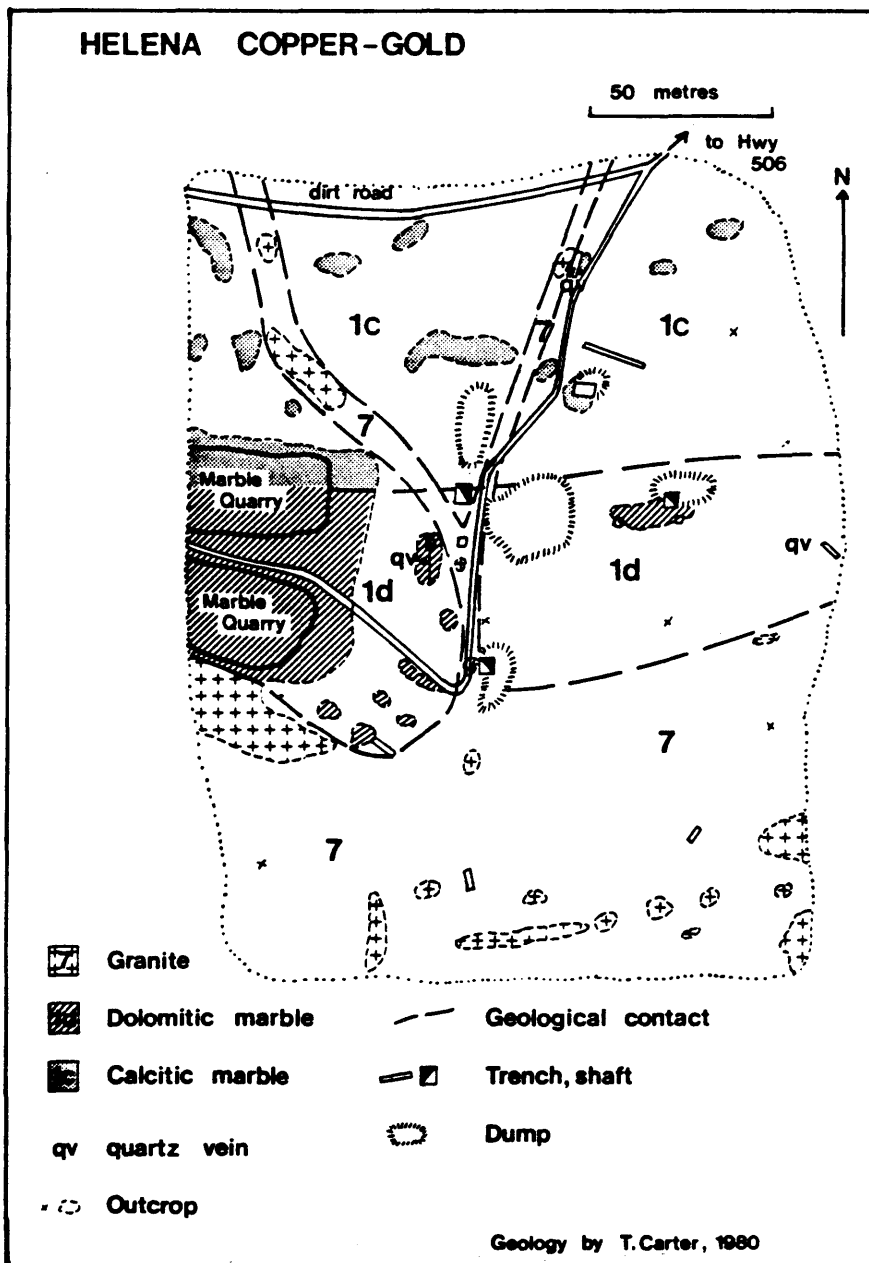 HELENA COPPER-GOLD
50 metres
to Hwy
506
N
dirt road
1c
7
1c
7
Marble
Quarry
qv
1d
qv
1d
Marble
Quarry
7
7
7 Granite
Dolomitic marble
Geological contact
Calcitic marble
Trench, shaft
qv quartz vein
Dump
x Outcrop
Geology by T. Carter, 1980